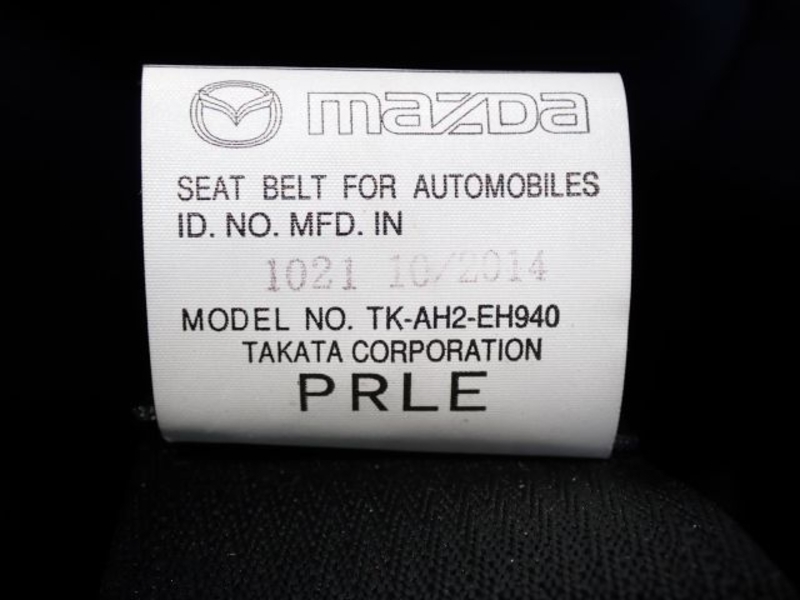 mazda
SEAT BELT FOR AUTOMOBILES
ID. NO. MFD. IN
1021 10/2014
MODEL NO. TK-AH2-EH940
TAKATA CORPORATION
PRLE